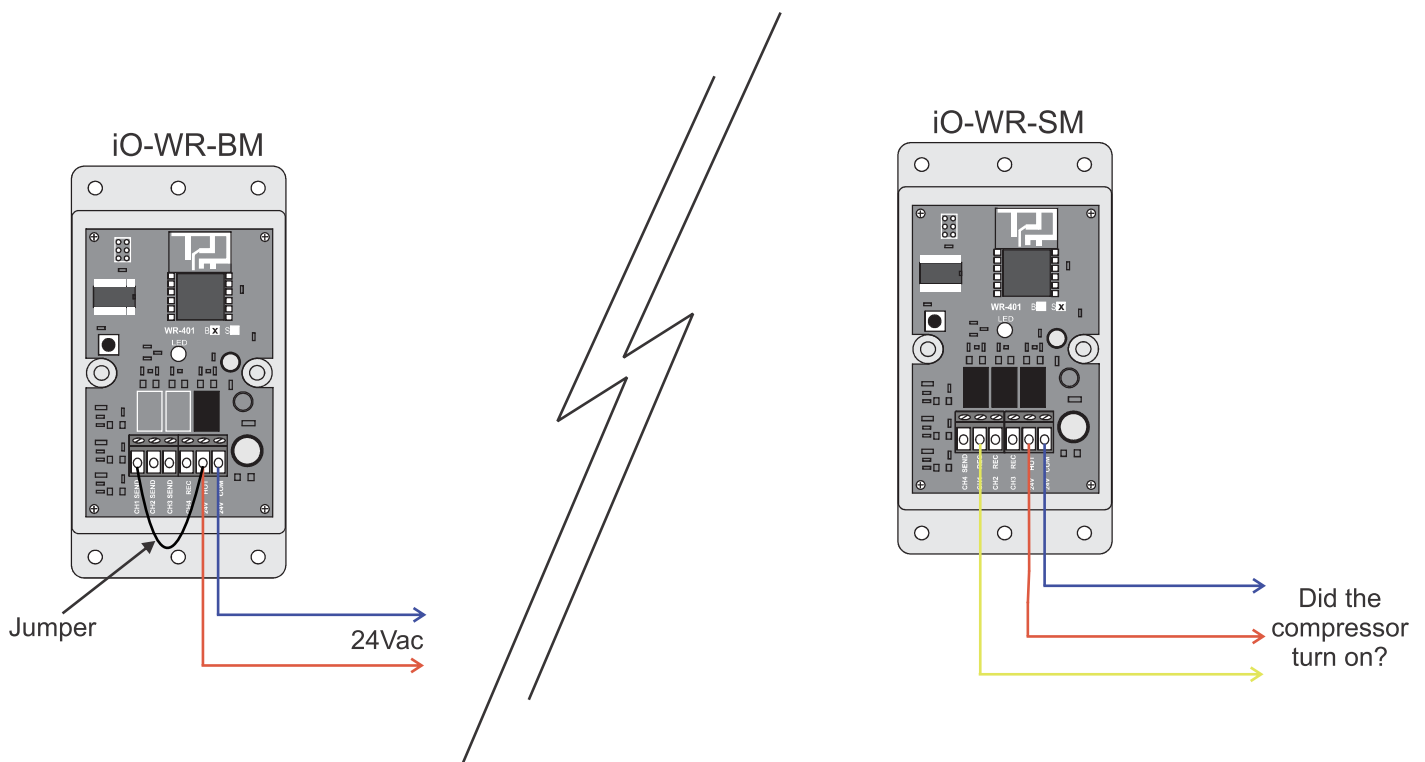 iO-WR-BM
WR-401 B x S
LED
CH1 SEND
CH2 SEND
CH3 SEND
CH4 REC
24V HOT
24V COM
Jumper
24Vac
iO-WR-SM
WR-401 B S x
LED
CH4 SEND
CH1 REC
CH2 REC
CH3 REC
24V HOT
24V COM
Did the
compressor
turn on?